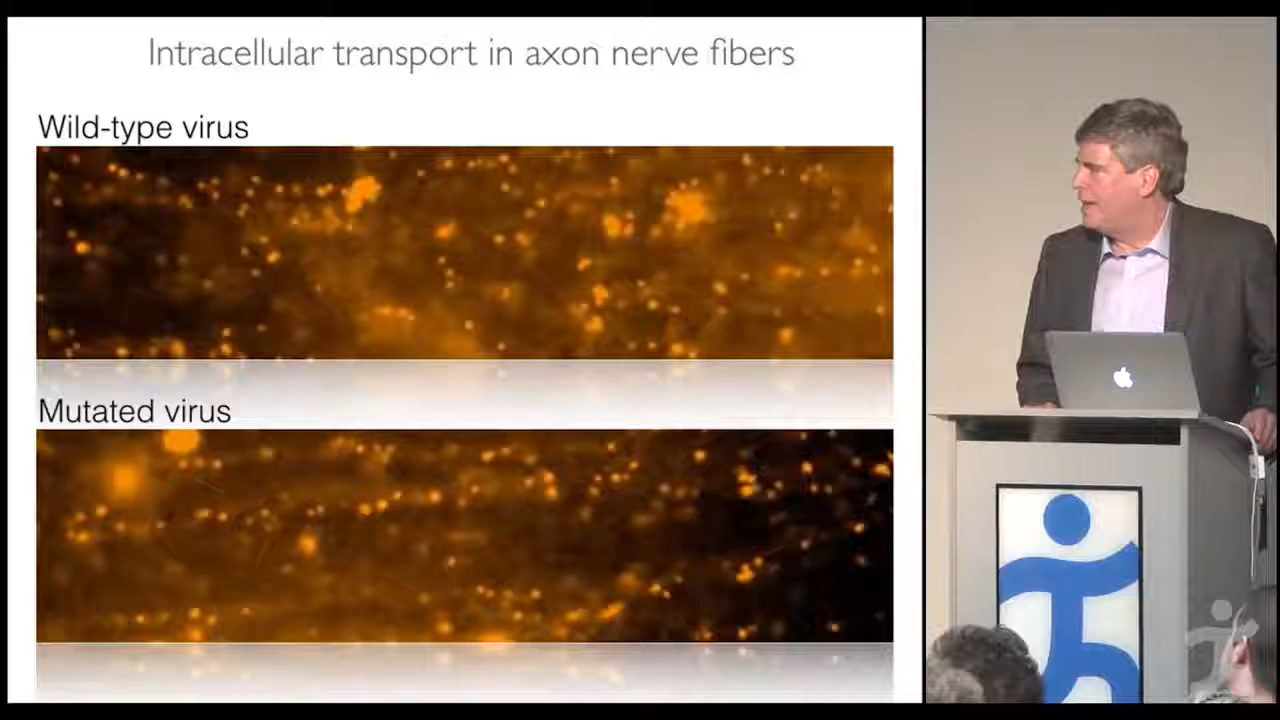 Intracellular transport in axon nerve fibers
Wild-type virus
Mutated virus